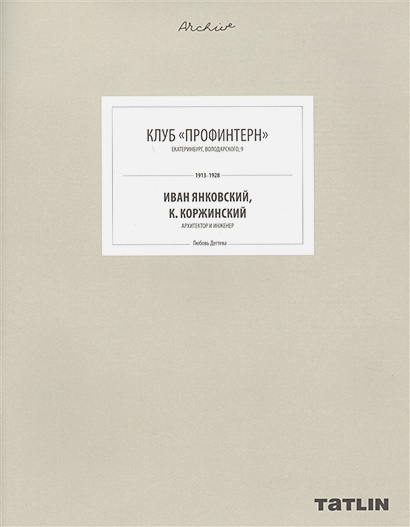 Archive
КЛУБ «ПРОФИНТЕРН»
ЕКАТЕРИНБУРГ, ВОЛОДАРСКОГО, 9
1913–1928
ИВАН ЯНКОВСКИЙ,
К. КОРЖИНСКИЙ
АРХИТЕКТОР И ИНЖЕНЕР
Любовь Дегтева
TATLIN